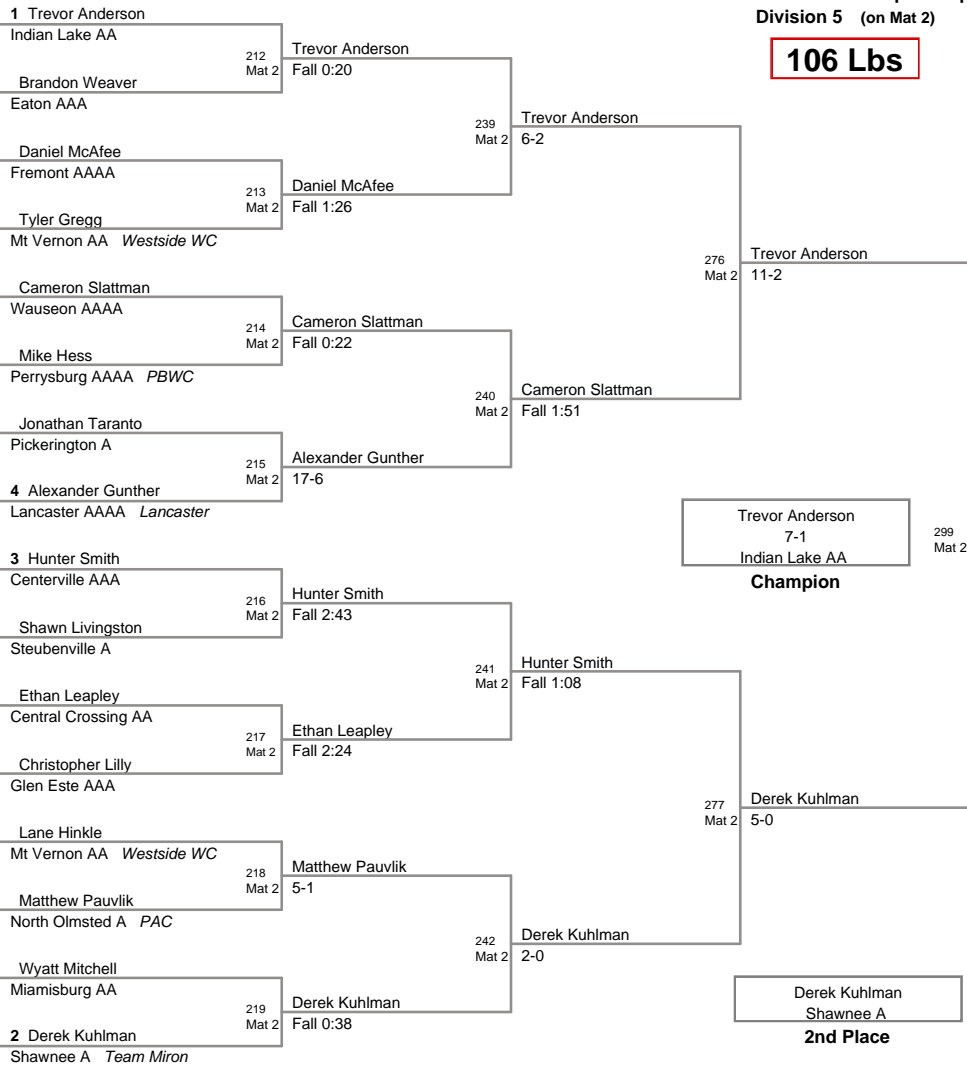 Division 5 (on Mat 2)
106 Lbs
1 Trevor Anderson
Indian Lake AA
212
Mat 2
Trevor Anderson
Fall 0:20
Brandon Weaver
Eaton AAA
239
Mat 2
Trevor Anderson
6-2
Daniel McAfee
Fremont AAAA
213
Mat 2
Daniel McAfee
Fall 1:26
Tyler Gregg
Mt Vernon AA Westside WC
276
Mat 2
Trevor Anderson
11-2
Cameron Slattman
Wauseon AAAA
214
Mat 2
Cameron Slattman
Fall 0:22
Mike Hess
Perrysburg AAAA PBWC
240
Mat 2
Cameron Slattman
Fall 1:51
Jonathan Taranto
Pickerington A
215
Mat 2
Alexander Gunther
17-6
4 Alexander Gunther
Lancaster AAAA Lancaster
Trevor Anderson
7-1
Indian Lake AA
Champion
299
Mat 2
3 Hunter Smith
Centerville AAA
216
Mat 2
Hunter Smith
Fall 2:43
Shawn Livingston
Steubenville A
241
Mat 2
Hunter Smith
Fall 1:08
Ethan Leapley
Central Crossing AA
217
Mat 2
Ethan Leapley
Fall 2:24
Christopher Lilly
Glen Este AAA
277
Mat 2
Derek Kuhlman
5-0
Lane Hinkle
Mt Vernon AA Westside WC
218
Mat 2
Matthew Pauvlik
5-1
Matthew Pauvlik
North Olmsted A PAC
242
Mat 2
Derek Kuhlman
2-0
Wyatt Mitchell
Miamisburg AA
219
Mat 2
Derek Kuhlman
Fall 0:38
2 Derek Kuhlman
Shawnee A Team Miron
Derek Kuhlman
Shawnee A
2nd Place